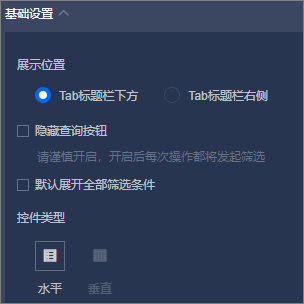 基础设置
展示位置
Tab标题栏下方 Tab标题栏右侧
隐藏查询按钮
请谨慎开启，开启后每次操作都将发起筛选
默认展开全部筛选条件
控件类型
水平 垂直